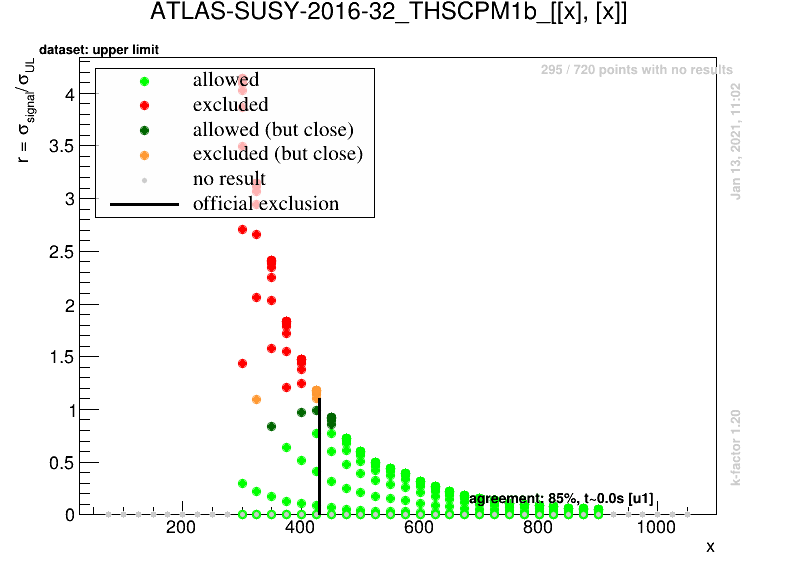 ATLAS-SUSY-2016-32_THSCPM1b_[[x], [x]]
dataset: upper limit
295 / 720 points with no results
r = σsignal/σUL
allowed
excluded
allowed (but close)
excluded (but close)
no result
official exclusion
Jan 13, 2021, 11:02
k-factor 1.20
agreement: 85%, t~0.0s [u1]
4
3.5
3
2.5
2
1.5
1
0.5
0
200 400 600 800 1000
x